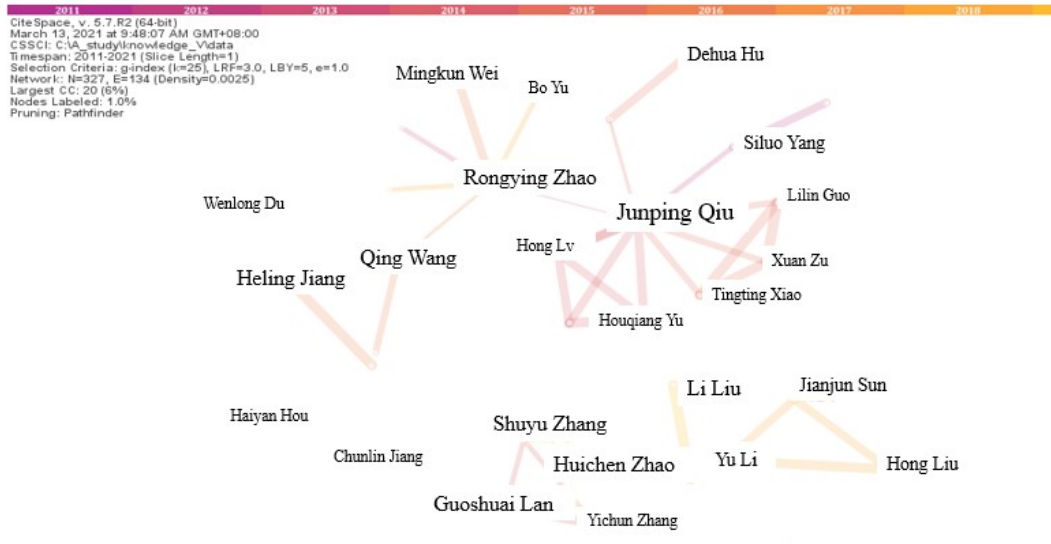 2011 2012 2013 2014 2015 2016 2017 2018
CiteSpace, v. 5.7.R2 (64-bit)
March 13, 2021 at 9:48:07 AM GMT+08:00
CSSCI: C:\A_study\knowledge_V\data
Timespan: 2011-2021 (Slice Length=1)
Selection Criteria: g-index (k=25), LRF=3.0, LBY=5, e=1.0
Network: N=327, E=134 (Density=0.0025)
Largest CC: 20 (6%)
Nodes Labeled: 1.0%
Pruning: Pathfinder
Dehua Hu
Mingkun Wei
Bo Yu
Siluo Yang
Rongying Zhao
Lilin Guo
Wenlong Du
Junping Qiu
Hong Lv
Qing Wang
Xuan Zu
Heling Jiang
Tingting Xiao
Houqiang Yu
Li Liu
Jianjun Sun
Haiyan Hou
Shuyu Zhang
Chunlin Jiang
Huichen Zhao
Yu Li
Hong Liu
Guoshuai Lan
Yichun Zhang